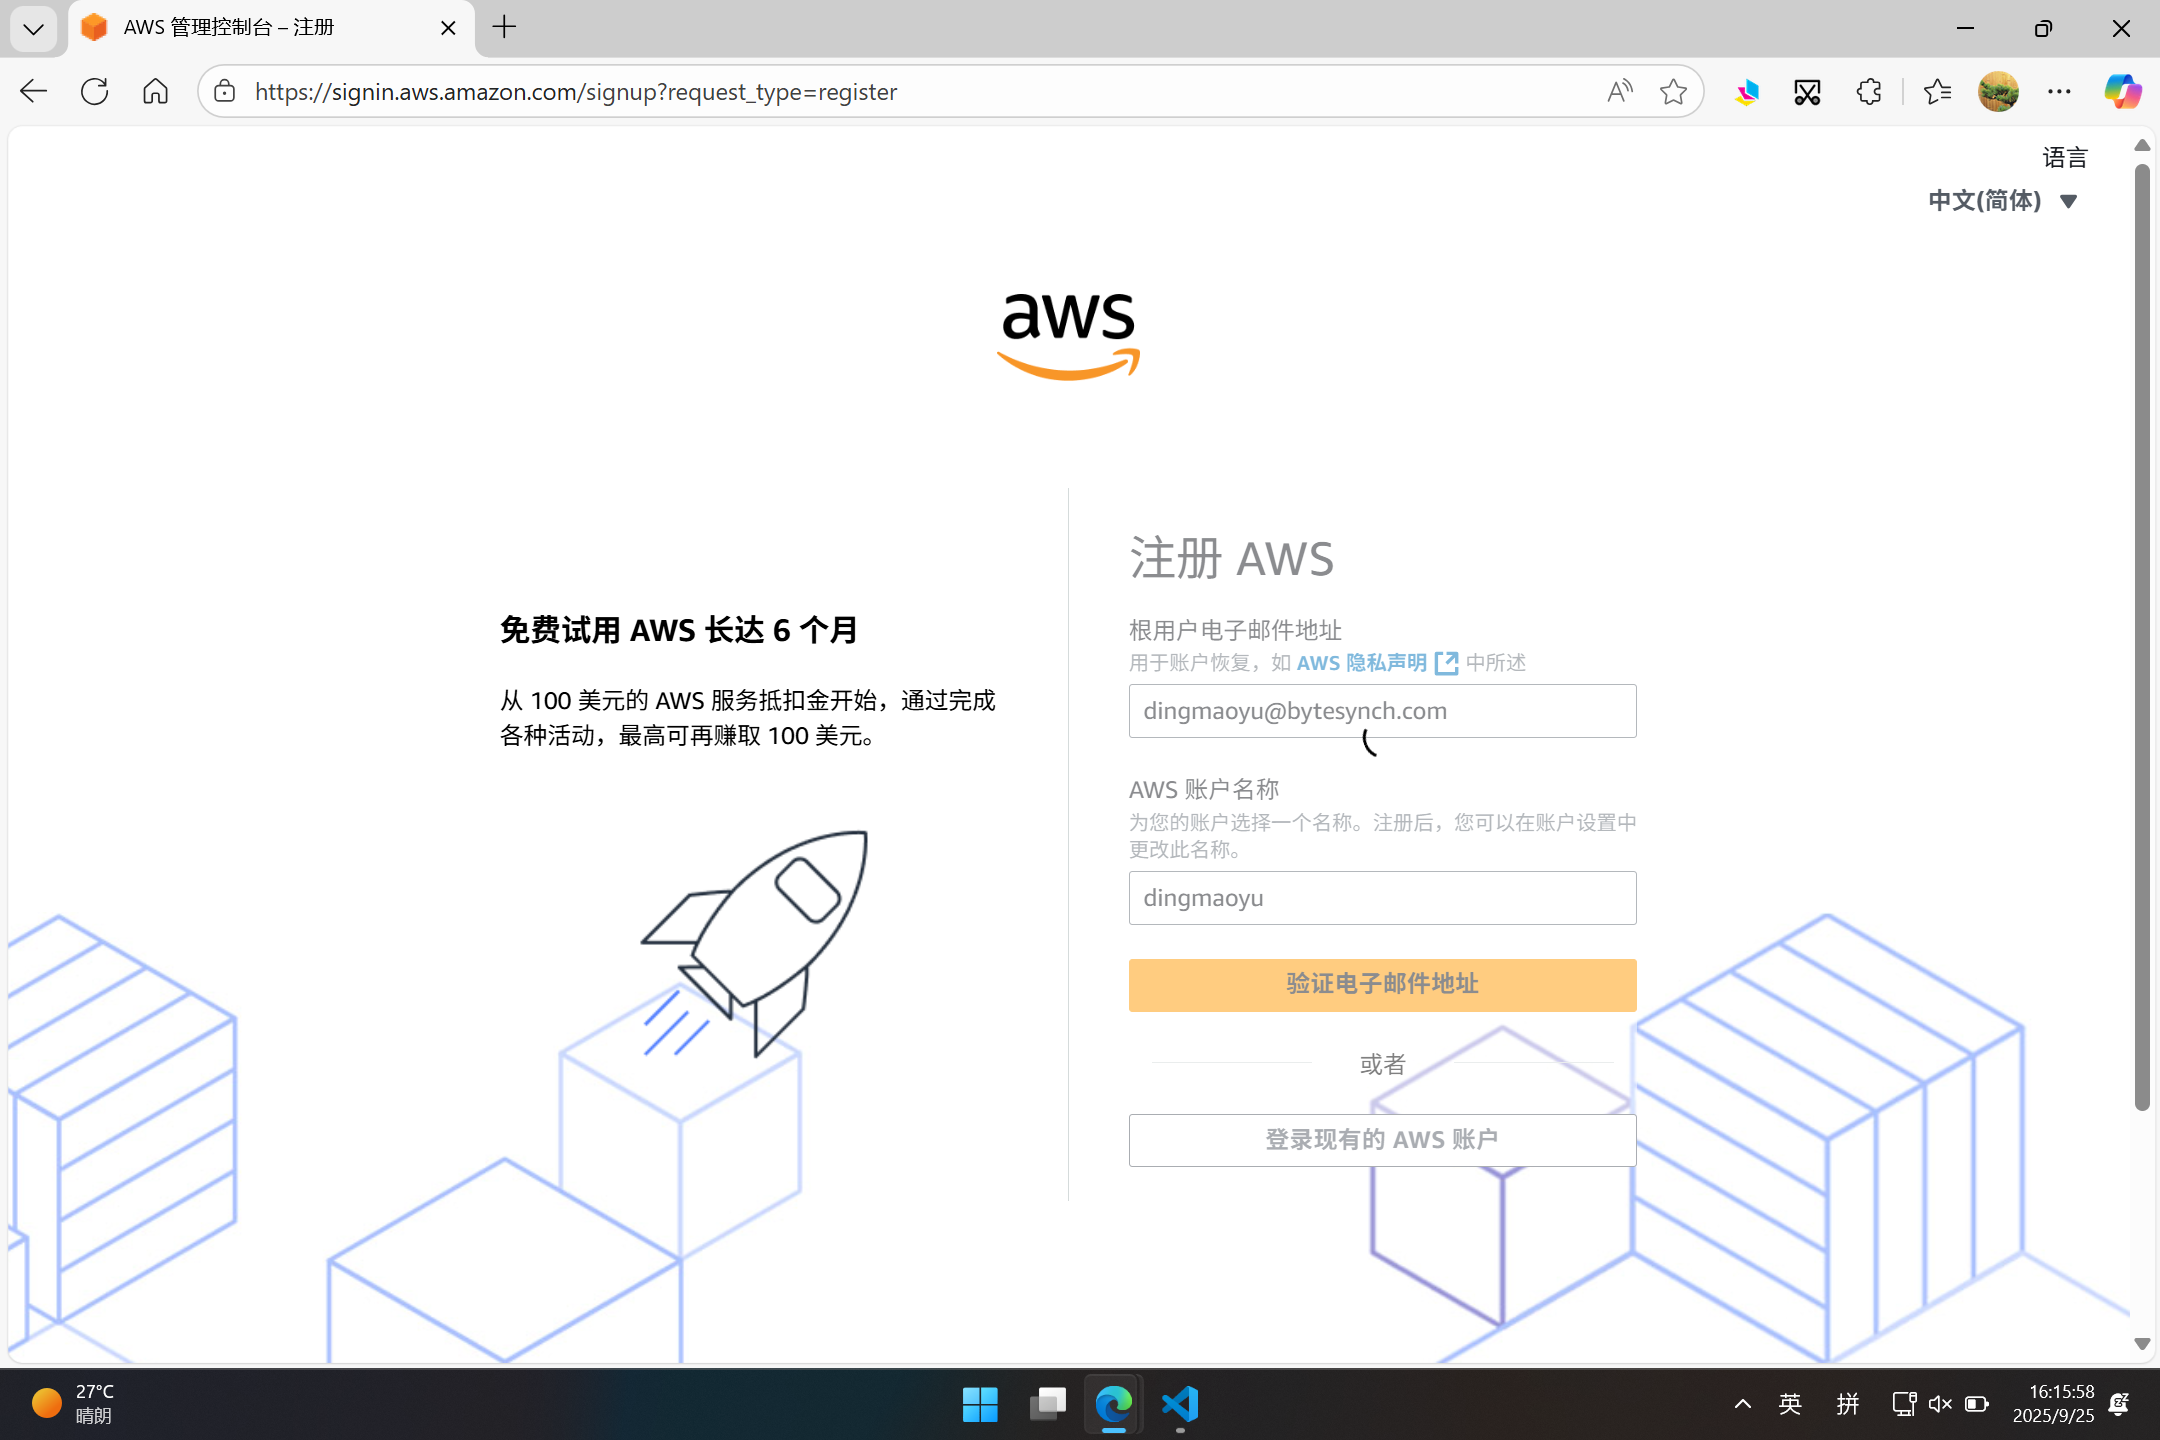 AWS 管理控制台 – 注册
https://signin.aws.amazon.com/signup?request_type=register
语言
中文(简体)
aws
免费试用 AWS 长达 6 个月
从 100 美元的 AWS 服务抵扣金开始，通过完成
各种活动，最高可再赚取 100 美元。
注册 AWS
根用户电子邮件地址
用于账户恢复，如 AWS 隐私声明 中所述
dingmaoyu@bytesynch.com
AWS 账户名称
为您的账户选择一个名称。注册后，您可以在账户设置中
更改此名称。
dingmaoyu
验证电子邮件地址
或者
登录现有的 AWS 账户
27°C
晴朗
英
拼
16:15:58
2025/9/25